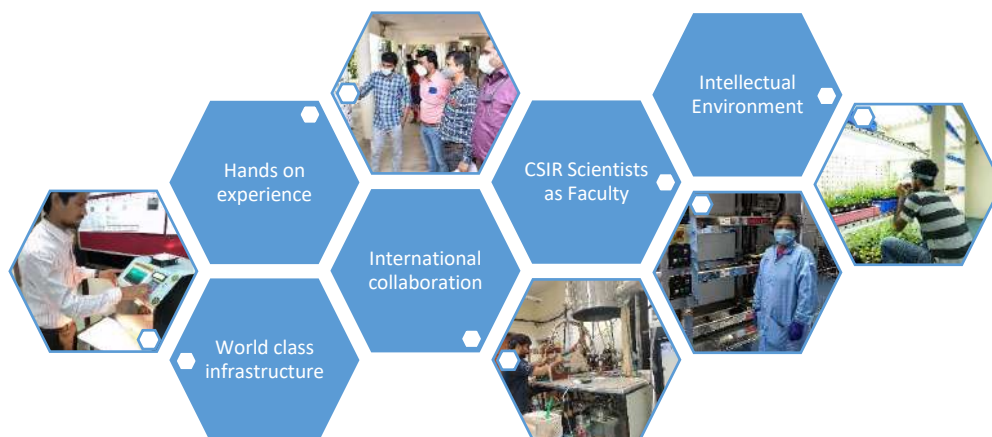 Intellectual
Environment
Hands on
experience
CSIR Scientists
as Faculty
International
collaboration
World class
infrastructure